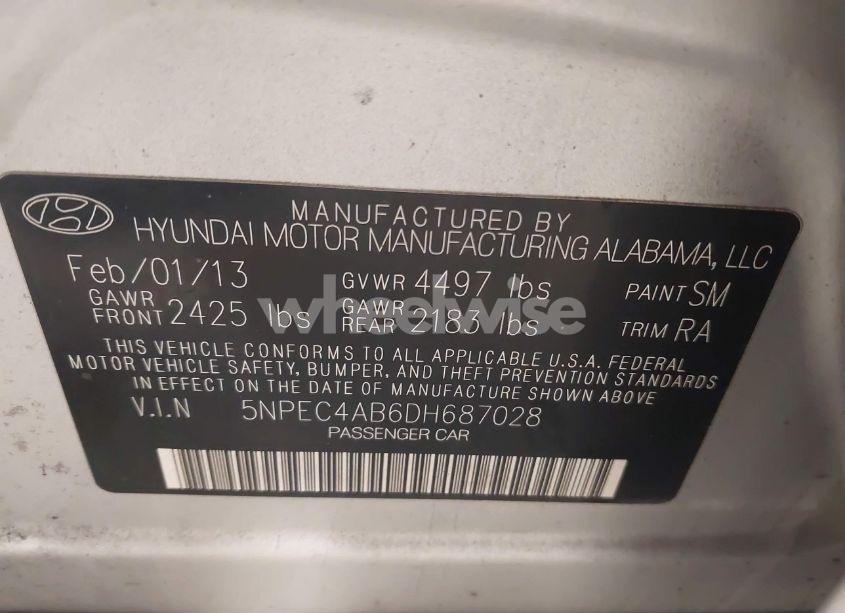 MANUFACTURED BY
HYUNDAI MOTOR MANUFACTURING ALABAMA, LLC
Feb/01/13 GVWR 4497 lbs PAINT SM
GAWR FRONT 2425 lbs GAWR REAR 2183 lbs TRIM RA
wheelwise
THIS VEHICLE CONFORMS TO ALL APPLICABLE U.S.A. FEDERAL
MOTOR VEHICLE SAFETY, BUMPER, AND THEFT PREVENTION STANDARDS
IN EFFECT ON THE DATE OF MANUFACTURE SHOWN ABOVE
V.I.N 5NPEC4AB6DH687028
PASSENGER CAR